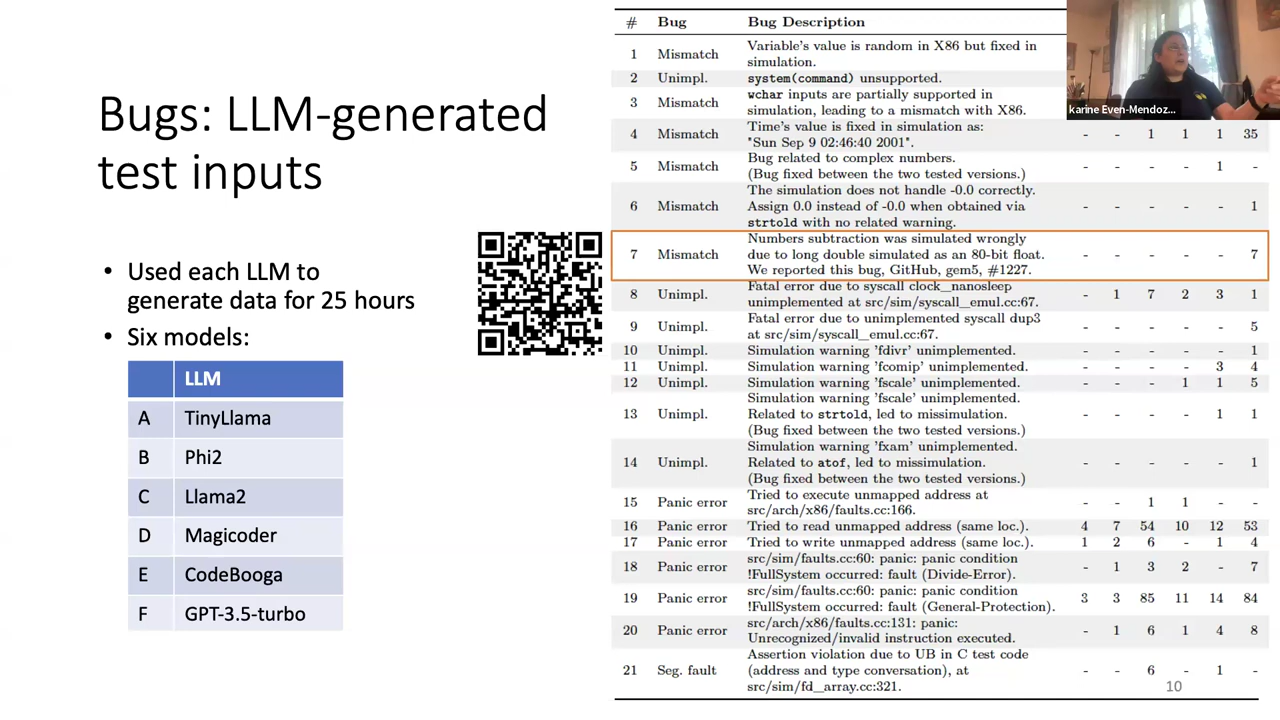 Bugs: LLM-generated
test inputs
• Used each LLM to
generate data for 25 hours
• Six models:
LLM
A TinyLlama
B Phi2
C Llama2
D Magicoder
E CodeBooga
F GPT-3.5-turbo
# Bug Bug Description
1 Mismatch Variable's value is random in X86 but fixed in
simulation.
2 Unimpl. system(command) unsupported.
3 Mismatch wchar inputs are partially supported in
simulation, leading to a mismatch with X86.
4 Mismatch Time's value is fixed in simulation as:
"Sun Sep 9 02:46:40 2001". - - 1 1 1 35
5 Mismatch Bug related to complex numbers.
(Bug fixed between the two tested versions.) - - - - 1 -
6 Mismatch The simulation does not handle -0.0 correctly.
Assign 0.0 instead of -0.0 when obtained via
strtold with no related warning. - - - - - 1
7 Mismatch Numbers subtraction was simulated wrongly
due to long double simulated as an 80-bit float.
We reported this bug, GitHub, gem5, #1227. - - - - - 7
8 Unimpl. Fatal error due to syscall clock_nanosleep
unimplemented at src/sim/syscall_emul.cc:67. - 1 7 2 3 1
9 Unimpl. Fatal error due to unimplemented syscall dup3
at src/sim/syscall_emul.cc:67. - - - - - 5
10 Unimpl. Simulation warning 'fdivr' unimplemented. - - - - - 1
11 Unimpl. Simulation warning 'fcomip' unimplemented. - - - - 3 4
12 Unimpl. Simulation warning 'fscale' unimplemented. - - - 1 1 5
13 Unimpl. Simulation warning 'fscale' unimplemented.
Related to strtold, led to missimulation.
(Bug fixed between the two tested versions.) - - - - 1 1
14 Unimpl. Simulation warning 'fxam' unimplemented.
Related to atof, led to missimulation.
(Bug fixed between the two tested versions.) - - - - - 1
15 Panic error Tried to execute unmapped address at
src/arch/x86/faults.cc:166. - - 1 1 - -
16 Panic error Tried to read unmapped address (same loc.). 4 7 54 10 12 53
17 Panic error Tried to write unmapped address (same loc.). 1 2 6 - 1 4
18 Panic error src/sim/faults.cc:60: panic: panic condition
!FullSystem occurred: fault (Divide-Error). - 1 3 2 - 7
19 Panic error src/sim/faults.cc:60: panic: panic condition
!FullSystem occurred: fault (General-Protection). 3 3 85 11 14 84
20 Panic error src/arch/x86/faults.cc:131: panic:
Unrecognized/invalid instruction executed. - 1 6 1 4 8
21 Seg. fault Assertion violation due to UB in C test code
(address and type conversation), at
src/sim/fd_array.cc:321. - - 6 - 1 -
10
karine Even-Mendoz...